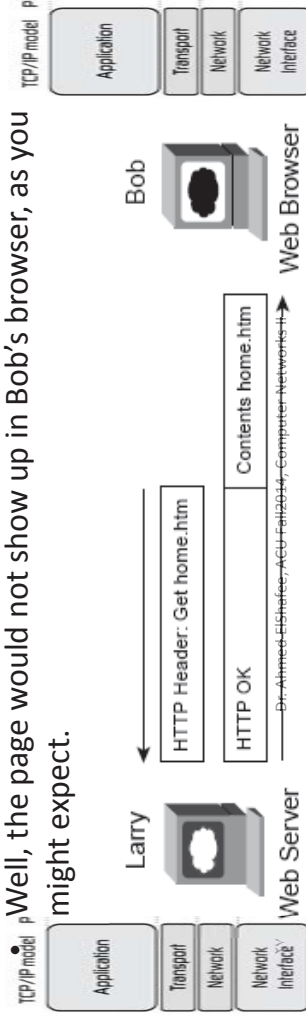 • Well, the page would not show up in Bob's browser, as you
might expect.
TCP/IP model P
Application
Transport
Network
Network
Interface
Larry
Web Server
HTTP Header: Get home.htm
HTTP OK
Contents home.htm
Dr. Ahmed ElShafee, ACU Fall2014, Computer Networks II
Bob
Web Browser
TCP/IP model P
Application
Transport
Network
Network
Interface